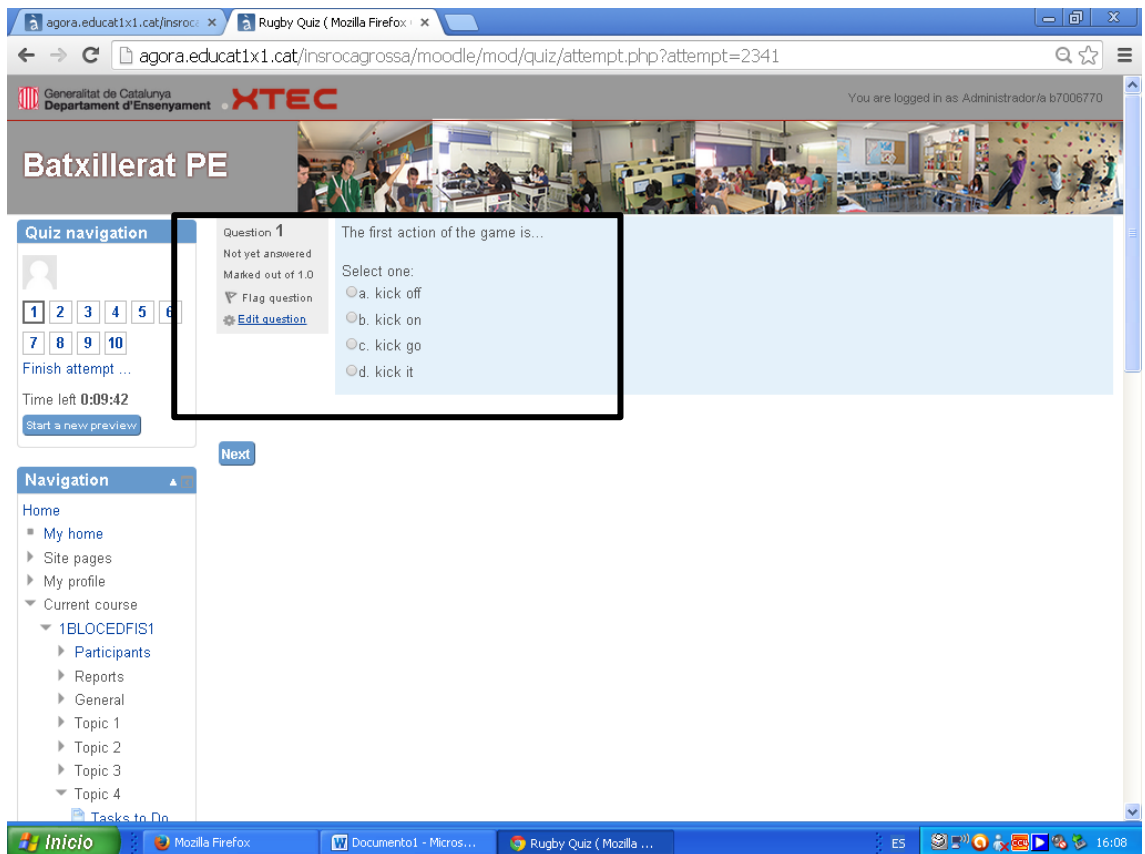 agora.educat1x1.cat/insroca
Rugby Quiz ( Mozilla Firefox
agora.educat1x1.cat/insrocagrossa/moodle/mod/quiz/attempt.php?attempt=2341
Generalitat de Catalunya
Departament d'Ensenyament
XTEC
You are logged in as Administrador/a b7006770
Batxillerat PE
Quiz navigation
1 2 3 4 5 6
7 8 9 10
Finish attempt ...
Time left 0:09:42
Start a new preview
Question 1
Not yet answered
Marked out of 1.0
Flag question
Edit question
The first action of the game is...
Select one:
a. kick off
b. kick on
c. kick go
d. kick it
Next
Navigation
Home
My home
Site pages
My profile
Current course
1BLOCEDFIS1
Participants
Reports
General
Topic 1
Topic 2
Topic 3
Topic 4
Tasks to Do
Inicio
Mozilla Firefox
Documento1 - Micros...
Rugby Quiz ( Mozilla ...
ES
16:08